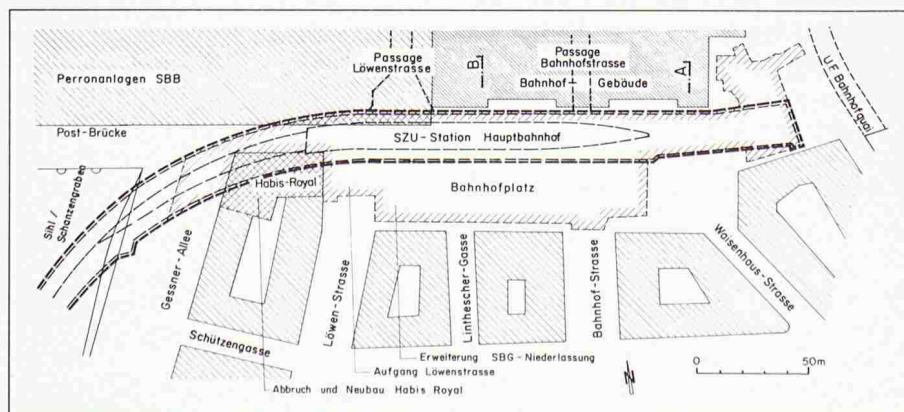 Perronanlagen SBB
Passage
Löwenstrasse
B
Passage
Bahnhofstrasse
Bahnhof-
Gebäude
A
U.F. Bahnhofquai
Post-Brücke
SZU-Station Hauptbahnhof
Habis-Royal
Bahnhofplatz
Sihl /
Schanzengraben
Gessner-Allee
Löwen-Strasse
Linthescher-Gasse
Bahnhof-Strasse
Waisenhaus-Strasse
Schützengasse
Erweiterung SBG-Niederlassung
Aufgang Löwenstrasse
Abbruch und Neubau Habis Royal
N
0 50m